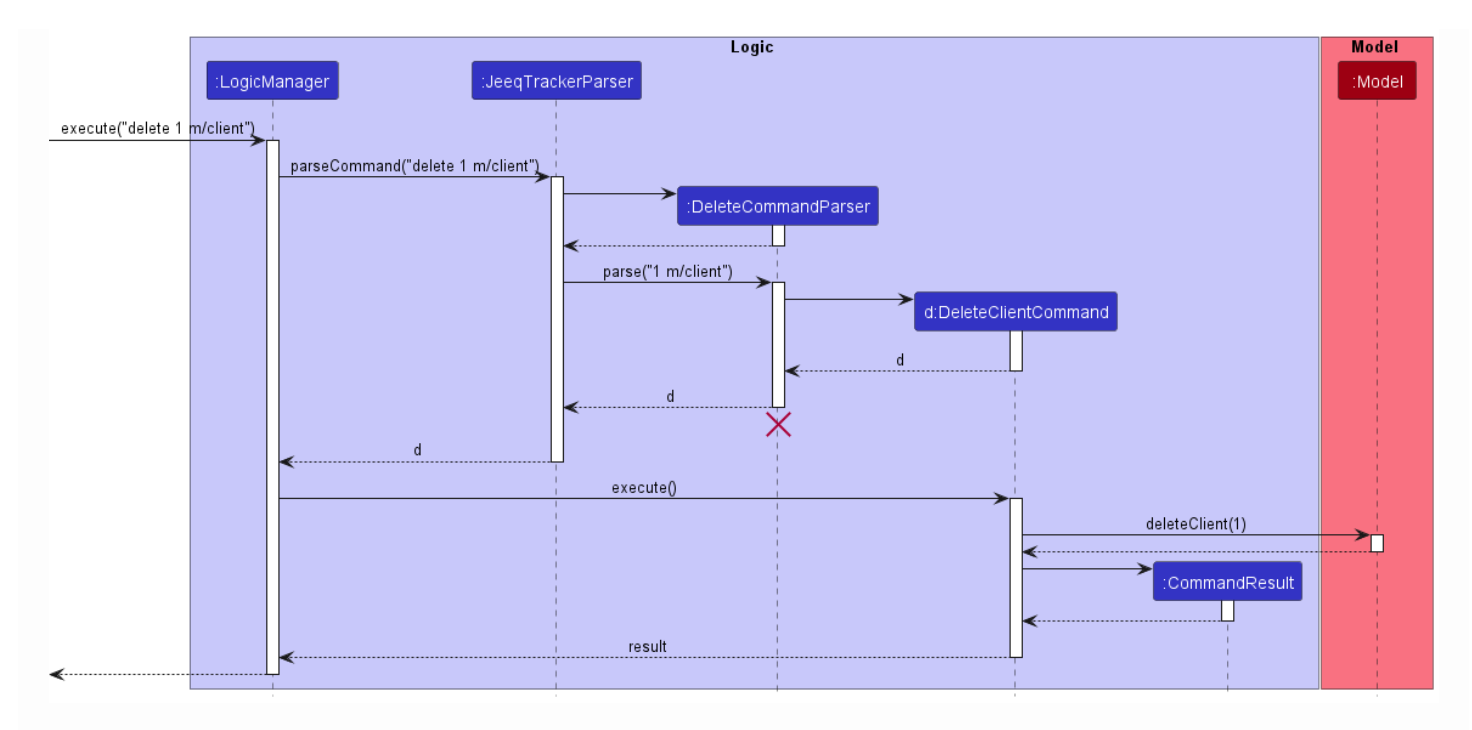 Logic
Model
:LogicManager
:JeeqTrackerParser
:Model
execute("delete 1 m/client")
parseCommand("delete 1 m/client")
:DeleteCommandParser
parse("1 m/client")
d:DeleteClientCommand
d
d
d
execute()
deleteClient(1)
:CommandResult
result